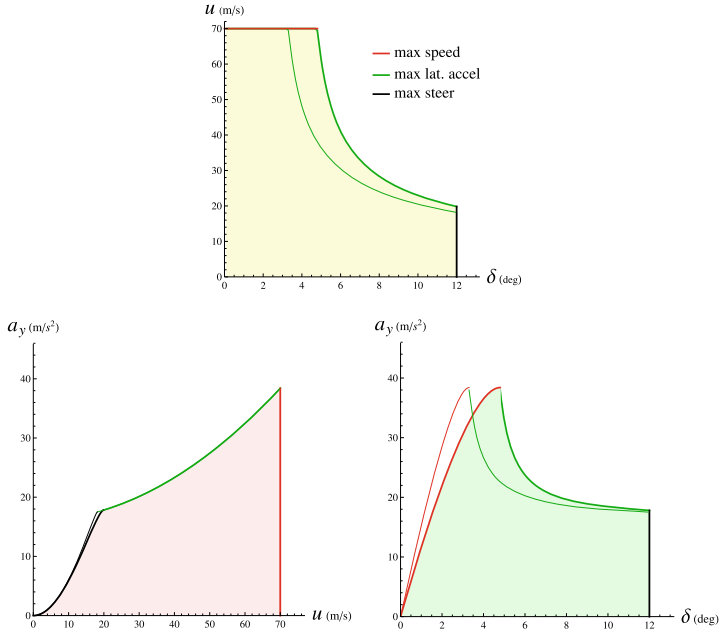 u (m/s)
70
60
50
40
30
20
10
0
0 2 4 6 8 10 12
δ (deg)
max speed
max lat. accel
max steer
a_y (m/s²)
40
30
20
10
0
0 10 20 30 40 50 60 70
u (m/s)
a_y (m/s²)
40
30
20
10
0
0 2 4 6 8 10 12
δ (deg)